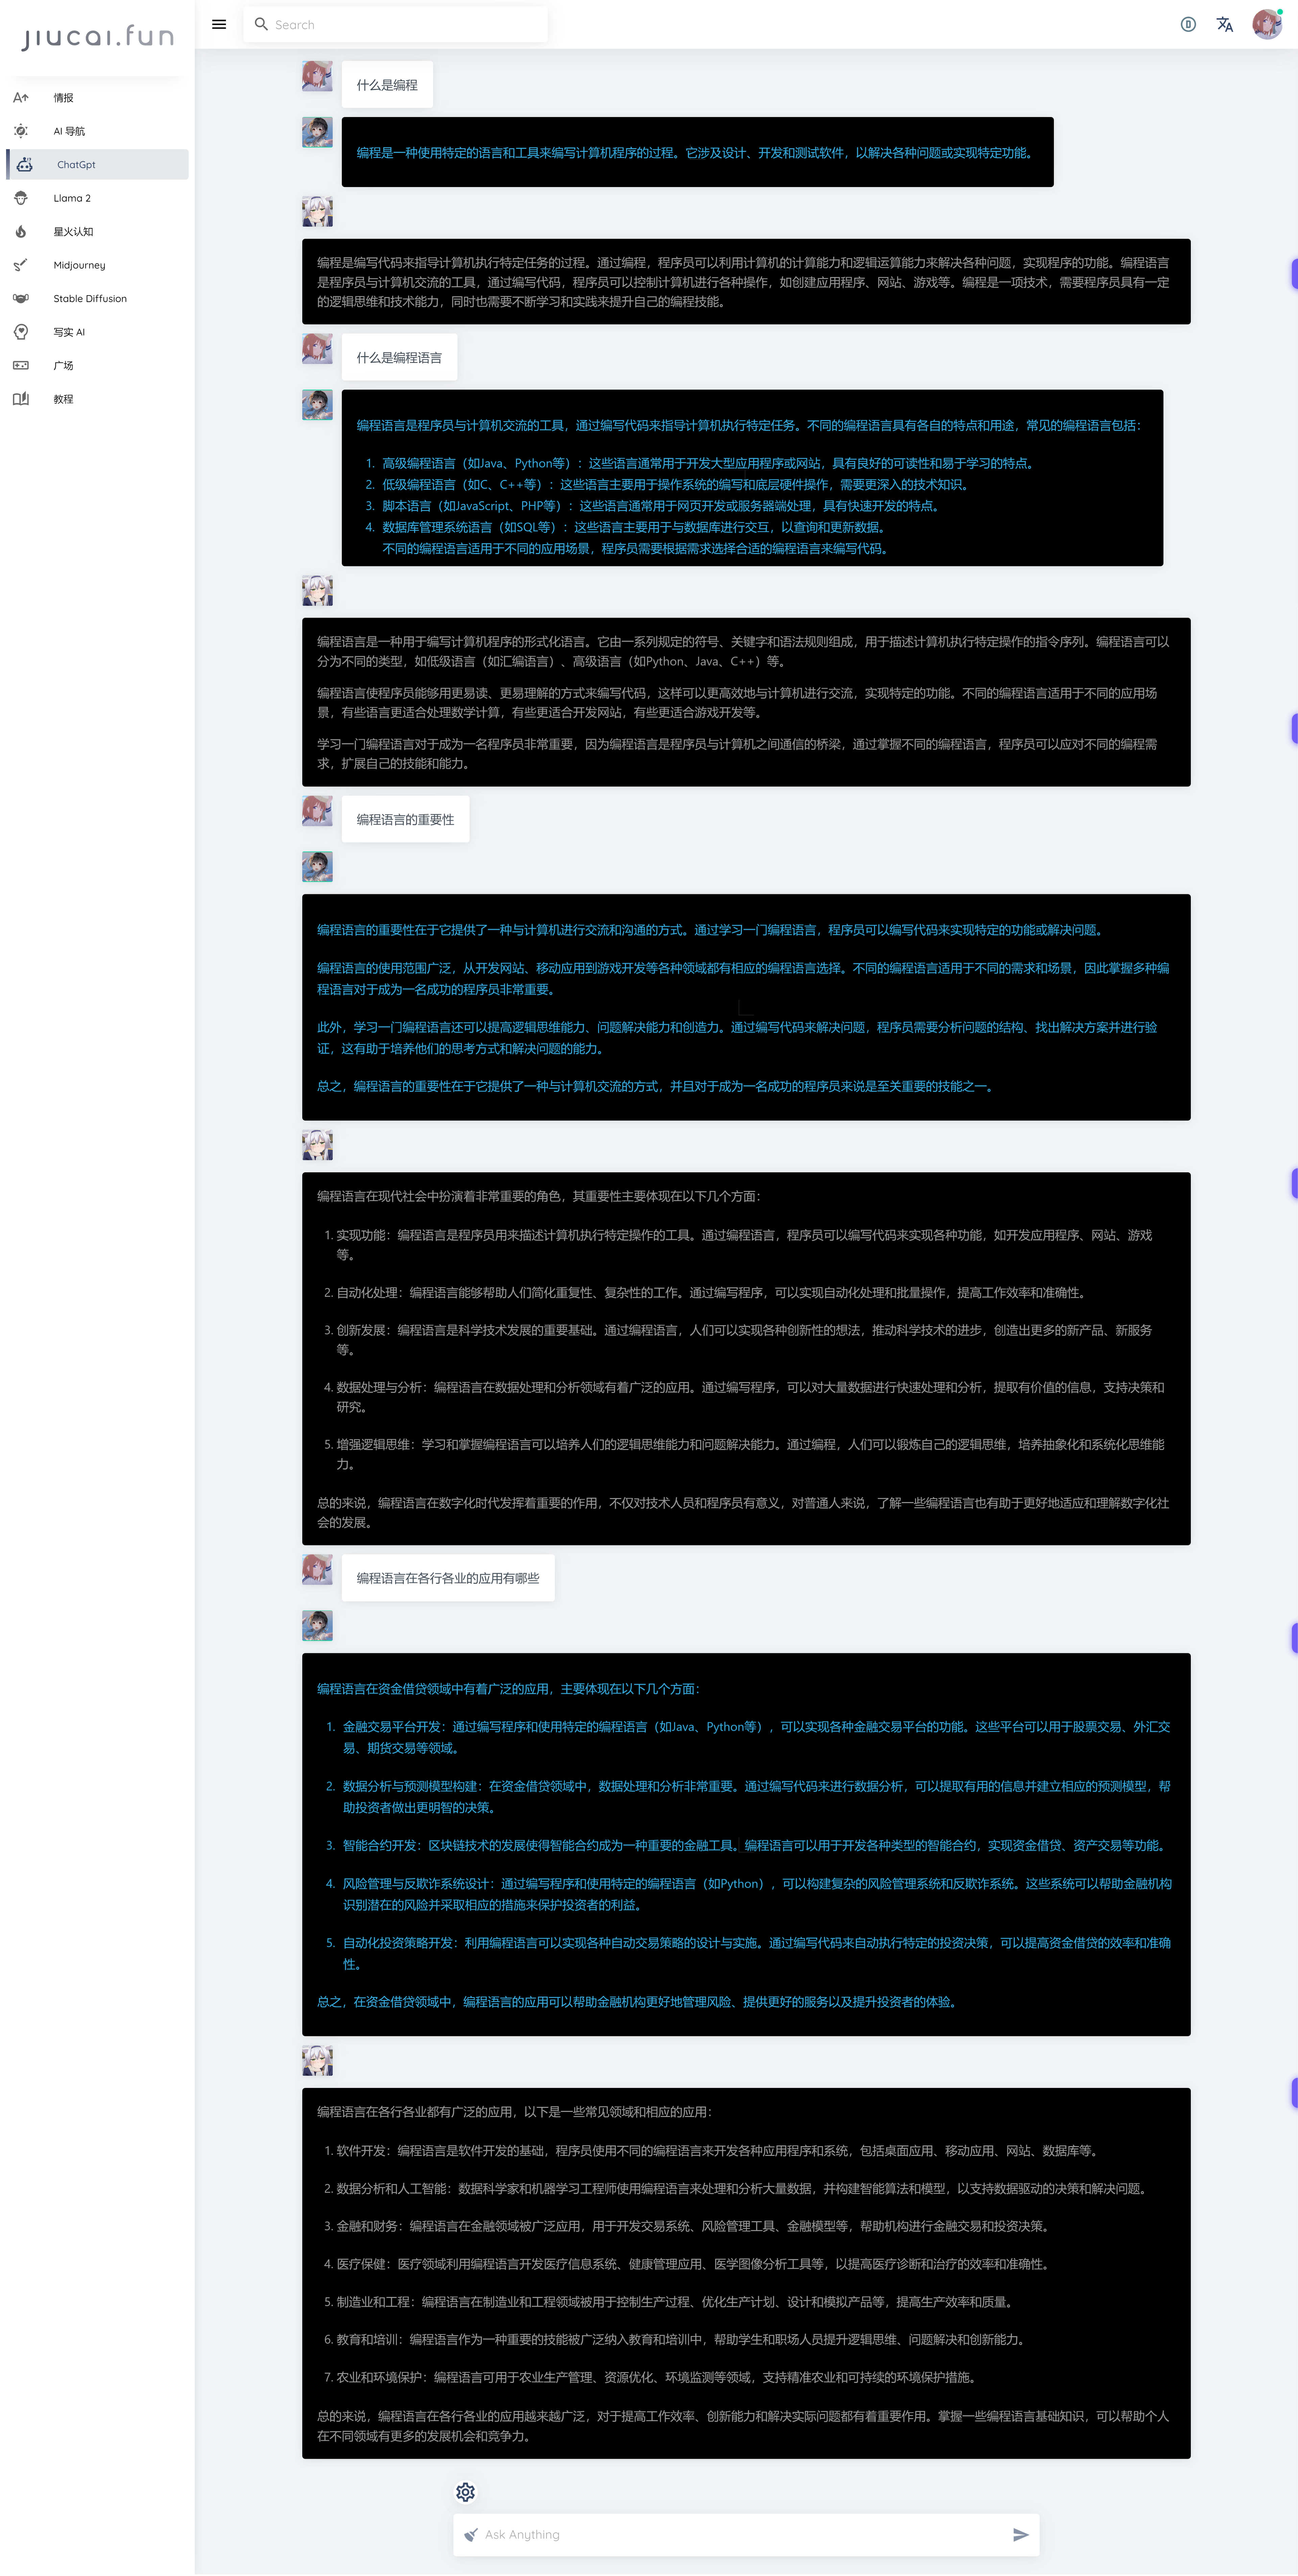 jiucai.fun
Search
情报
AI 导航
ChatGpt
Llama 2
星火认知
Midjourney
Stable Diffusion
写实 AI
广场
教程
什么是编程
编程是一种使用特定的语言和工具来编写计算机程序的过程。它涉及设计、开发和测试软件，以解决各种问题或实现特定功能。
编程是编写代码来指导计算机执行特定任务的过程。通过编程，程序员可以利用计算机的计算能力和逻辑运算能力来解决各种问题，实现程序的功能。编程语言
是程序员与计算机交流的工具，通过编写代码，程序员可以控制计算机进行各种操作，如创建应用程序、网站、游戏等。编程是一项技术，需要程序员具有一定
的逻辑思维和技术能力，同时也需要不断学习和实践来提升自己的编程技能。
什么是编程语言
编程语言是程序员与计算机交流的工具，通过编写代码来指导计算机执行特定任务。不同的编程语言具有各自的特点和用途，常见的编程语言包括：
1. 高级编程语言（如Java、Python等）：这些语言通常用于开发大型应用程序或网站，具有良好的可读性和易于学习的特点。
2. 低级编程语言（如C、C++等）：这些语言主要用于操作系统的编写和底层硬件操作，需要更深入的技术知识。
3. 脚本语言（如JavaScript、PHP等）：这些语言通常用于网页开发或服务器端处理，具有快速开发的特点。
4. 数据库管理系统语言（如SQL等）：这些语言主要用于与数据库进行交互，以查询和更新数据。
不同的编程语言适用于不同的应用场景，程序员需要根据需求选择合适的编程语言来编写代码。
编程语言是一种用于编写计算机程序的形式化语言。它由一系列规定的符号、关键字和语法规则组成，用于描述计算机执行特定操作的指令序列。编程语言可以
分为不同的类型，如低级语言（如汇编语言）、高级语言（如Python、Java、C++）等。
编程语言使程序员能够用更易读、更易理解的方式来编写代码，这样可以更高效地与计算机进行交流，实现特定的功能。不同的编程语言适用于不同的应用场
景，有些语言更适合处理数学计算，有些更适合开发网站，有些更适合游戏开发等。
学习一门编程语言对于成为一名程序员非常重要，因为编程语言是程序员与计算机之间通信的桥梁，通过掌握不同的编程语言，程序员可以应对不同的编程需
求，扩展自己的技能和能力。
编程语言的重要性
编程语言的重要性在于它提供了一种与计算机进行交流和沟通的方式。通过学习一门编程语言，程序员可以编写代码来实现特定的功能或解决问题。
编程语言的使用范围广泛，从开发网站、移动应用到游戏开发等各种领域都有相应的编程语言选择。不同的编程语言适用于不同的需求和场景，因此掌握多种编
程语言对于成为一名成功的程序员非常重要。
此外，学习一门编程语言还可以提高逻辑思维能力、问题解决能力和创造力。通过编写代码来解决问题，程序员需要分析问题的结构、找出解决方案并进行验
证，这有助于培养他们的思考方式和解决问题的能力。
总之，编程语言的重要性在于它提供了一种与计算机交流的方式，并且对于成为一名成功的程序员来说是至关重要的技能之一。
编程语言在现代社会中扮演着非常重要的角色，其重要性主要体现在以下几个方面：
1. 实现功能：编程语言是程序员用来描述计算机执行特定操作的工具。通过编程语言，程序员可以编写代码来实现各种功能，如开发应用程序、网站、游戏
等。
2. 自动化处理：编程语言能够帮助人们简化重复性、复杂性的工作。通过编写程序，可以实现自动化处理和批量操作，提高工作效率和准确性。
3. 创新发展：编程语言是科学技术发展的重要基础。通过编程语言，人们可以实现各种创新性的想法，推动科学技术的进步，创造出更多的新产品、新服务
等。
4. 数据处理与分析：编程语言在数据处理和分析领域有着广泛的应用。通过编写程序，可以对大量数据进行快速处理和分析，提取有价值的信息，支持决策和
研究。
5. 增强逻辑思维：学习和掌握编程语言可以培养人们的逻辑思维能力和问题解决能力。通过编程，人们可以锻炼自己的逻辑思维，培养抽象化和系统化思维能
力。
总的来说，编程语言在数字化时代发挥着重要的作用，不仅对技术人员和程序员有意义，对普通人来说，了解一些编程语言也有助于更好地适应和理解数字化社
会的发展。
编程语言在各行各业的应用有哪些
编程语言在资金借贷领域中有着广泛的应用，主要体现在以下几个方面：
1. 金融交易平台开发：通过编写程序和使用特定的编程语言（如Java、Python等），可以实现各种金融交易平台的功能。这些平台可以用于股票交易、外汇交
易、期货交易等领域。
2. 数据分析与预测模型构建：在资金借贷领域中，数据处理和分析非常重要。通过编写代码来进行数据分析，可以提取有用的信息并建立相应的预测模型，帮
助投资者做出更明智的决策。
3. 智能合约开发：区块链技术的发展使得智能合约成为一种重要的金融工具。编程语言可以用于开发各种类型的智能合约，实现资金借贷、资产交易等功能。
4. 风险管理与反欺诈系统设计：通过编写程序和使用特定的编程语言（如Python），可以构建复杂的风险管理系统和反欺诈系统。这些系统可以帮助金融机构
识别潜在的风险并采取相应的措施来保护投资者的利益。
5. 自动化投资策略开发：利用编程语言可以实现各种自动交易策略的设计与实施。通过编写代码来自动执行特定的投资决策，可以提高资金借贷的效率和准确
性。
总之，在资金借贷领域中，编程语言的应用可以帮助金融机构更好地管理风险、提供更好的服务以及提升投资者的体验。
编程语言在各行各业都有广泛的应用，以下是一些常见领域和相应的应用：
1. 软件开发：编程语言是软件开发的基础，程序员使用不同的编程语言来开发各种应用程序和系统，包括桌面应用、移动应用、网站、数据库等。
2. 数据分析和人工智能：数据科学家和机器学习工程师使用编程语言来处理和分析大量数据，并构建智能算法和模型，以支持数据驱动的决策和解决问题。
3. 金融和财务：编程语言在金融领域被广泛应用，用于开发交易系统、风险管理工具、金融模型等，帮助机构进行金融交易和投资决策。
4. 医疗保健：医疗领域利用编程语言开发医疗信息系统、健康管理应用、医学图像分析工具等，以提高医疗诊断和治疗的效率和准确性。
5. 制造业和工程：编程语言在制造业和工程领域被用于控制生产过程、优化生产计划、设计和模拟产品等，提高生产效率和质量。
6. 教育和培训：编程语言作为一种重要的技能被广泛纳入教育和培训中，帮助学生和职场人员提升逻辑思维、问题解决和创新能力。
7. 农业和环境保护：编程语言可用于农业生产管理、资源优化、环境监测等领域，支持精准农业和可持续的环境保护措施。
总的来说，编程语言在各行各业的应用越来越广泛，对于提高工作效率、创新能力和解决实际问题都有着重要作用。掌握一些编程语言基础知识，可以帮助个人
在不同领域有更多的发展机会和竞争力。
Ask Anything